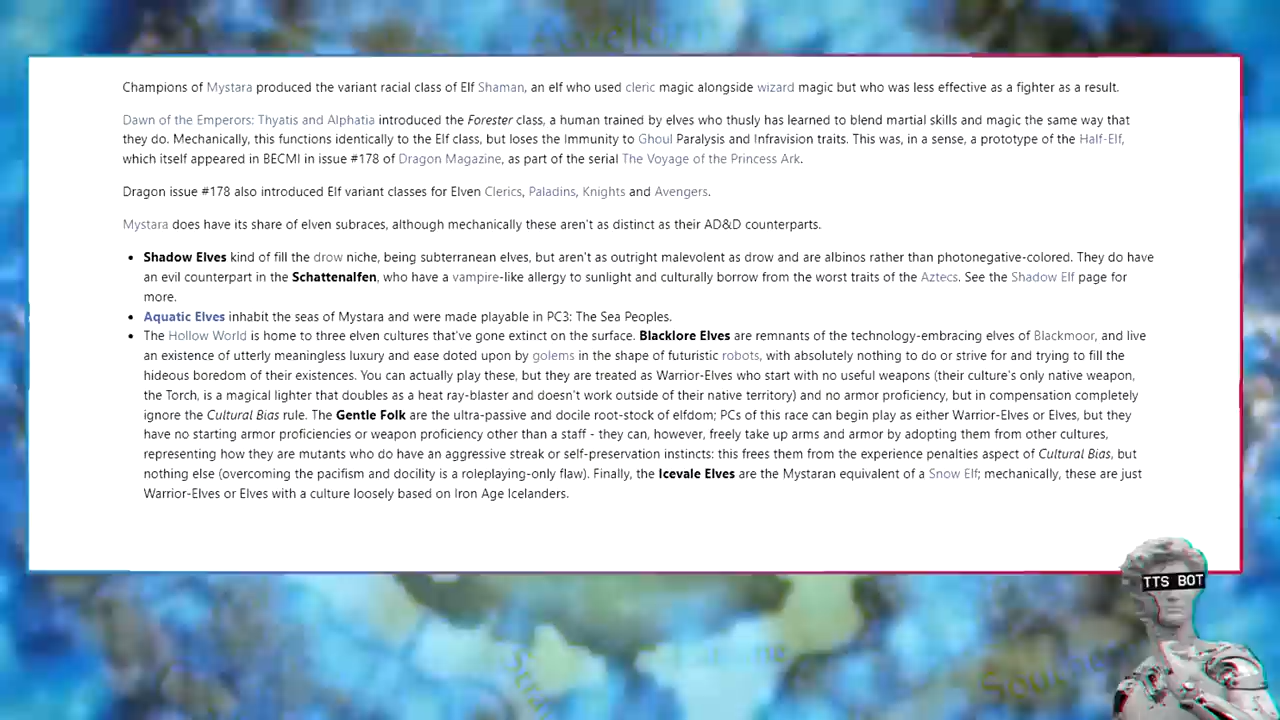 Champions of Mystara produced the variant racial class of Elf Shaman, an elf who used cleric magic alongside wizard magic but who was less effective as a fighter as a result.
Dawn of the Emperors: Thyatis and Alphatia introduced the Forester class, a human trained by elves who thusly has learned to blend martial skills and magic the same way that
they do. Mechanically, this functions identically to the Elf class, but loses the Immunity to Ghoul Paralysis and Infravision traits. This was, in a sense, a prototype of the Half-Elf,
which itself appeared in BECMI in issue #178 of Dragon Magazine, as part of the serial The Voyage of the Princess Ark.
Dragon issue #178 also introduced Elf variant classes for Elven Clerics, Paladins, Knights and Avengers.
Mystara does have its share of elven subraces, although mechanically these aren't as distinct as their AD&D counterparts.
• Shadow Elves kind of fill the drow niche, being subterranean elves, but aren't as outright malevolent as drow and are albinos rather than photonegative-colored. They do have
an evil counterpart in the Schattenalfen, who have a vampire-like allergy to sunlight and culturally borrow from the worst traits of the Aztecs. See the Shadow Elf page for
more.
• Aquatic Elves inhabit the seas of Mystara and were made playable in PC3: The Sea Peoples.
• The Hollow World is home to three elven cultures that've gone extinct on the surface. Blacklore Elves are remnants of the technology-embracing elves of Blackmoor, and live
an existence of utterly meaningless luxury and ease doted upon by golems in the shape of futuristic robots, with absolutely nothing to do or strive for and trying to fill the
hideous boredom of their existences. You can actually play these, but they are treated as Warrior-Elves who start with no useful weapons (their culture's only native weapon,
the Torch, is a magical lighter that doubles as a heat ray-blaster and doesn't work outside of their native territory) and no armor proficiency, but in compensation completely
ignore the Cultural Bias rule. The Gentle Folk are the ultra-passive and docile root-stock of elfdom; PCs of this race can begin play as either Warrior-Elves or Elves, but they
have no starting armor proficiencies or weapon proficiency other than a staff - they can, however, freely take up arms and armor by adopting them from other cultures,
representing how they are mutants who do have an aggressive streak or self-preservation instincts: this frees them from the experience penalties aspect of Cultural Bias, but
nothing else (overcoming the pacifism and docility is a roleplaying-only flaw). Finally, the Icevale Elves are the Mystaran equivalent of a Snow Elf; mechanically, these are just
Warrior-Elves or Elves with a culture loosely based on Iron Age Icelanders.
TTS BOT